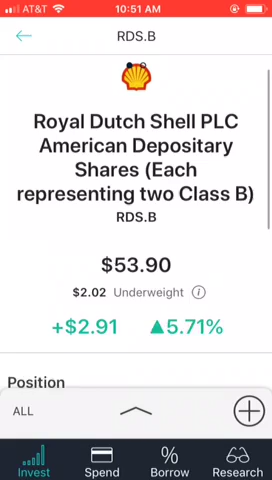 AT&T 10:51 AM
RDS.B
Royal Dutch Shell PLC
American Depositary
Shares (Each
representing two Class B)
RDS.B
$53.90
$2.02 Underweight i
+$2.91 ▲5.71%
Position
ALL
Invest Spend Borrow Research